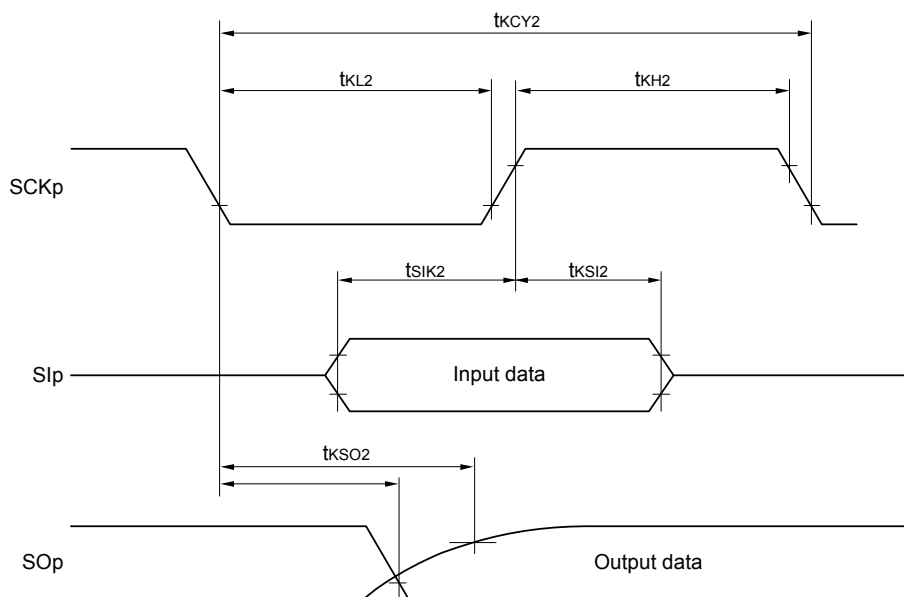 tKCY2
tKL2
tKH2
SCKp
tSIK2
tKSI2
SIp
Input data
tKSO2
SOp
Output data